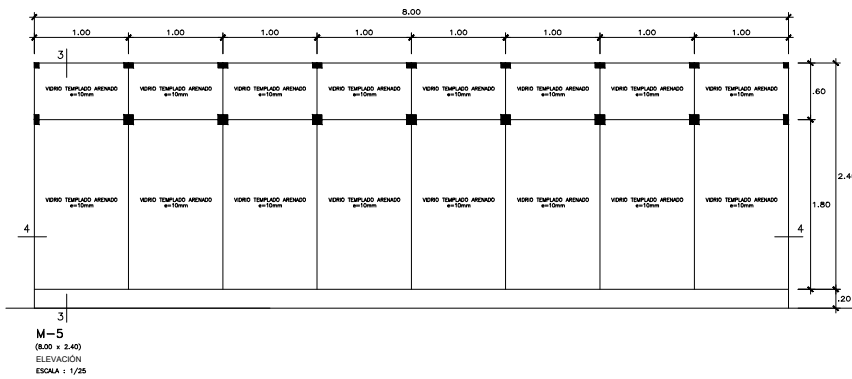 8.00
1.00 1.00 1.00 1.00 1.00 1.00 1.00 1.00
3
VIDRIO TEMPLADO ARENADO VIDRIO TEMPLADO ARENADO VIDRIO TEMPLADO ARENADO VIDRIO TEMPLADO ARENADO VIDRIO TEMPLADO ARENADO VIDRIO TEMPLADO ARENADO VIDRIO TEMPLADO ARENADO VIDRIO TEMPLADO ARENADO
e=10mm e=10mm e=10mm e=10mm e=10mm e=10mm e=10mm e=10mm
.60
2.40
VIDRIO TEMPLADO ARENADO VIDRIO TEMPLADO ARENADO VIDRIO TEMPLADO ARENADO VIDRIO TEMPLADO ARENADO VIDRIO TEMPLADO ARENADO VIDRIO TEMPLADO ARENADO VIDRIO TEMPLADO ARENADO VIDRIO TEMPLADO ARENADO
e=10mm e=10mm e=10mm e=10mm e=10mm e=10mm e=10mm e=10mm
1.80
4 4
.20
3
M-5
(8.00 x 2.40)
ELEVACIÓN
ESCALA : 1/25